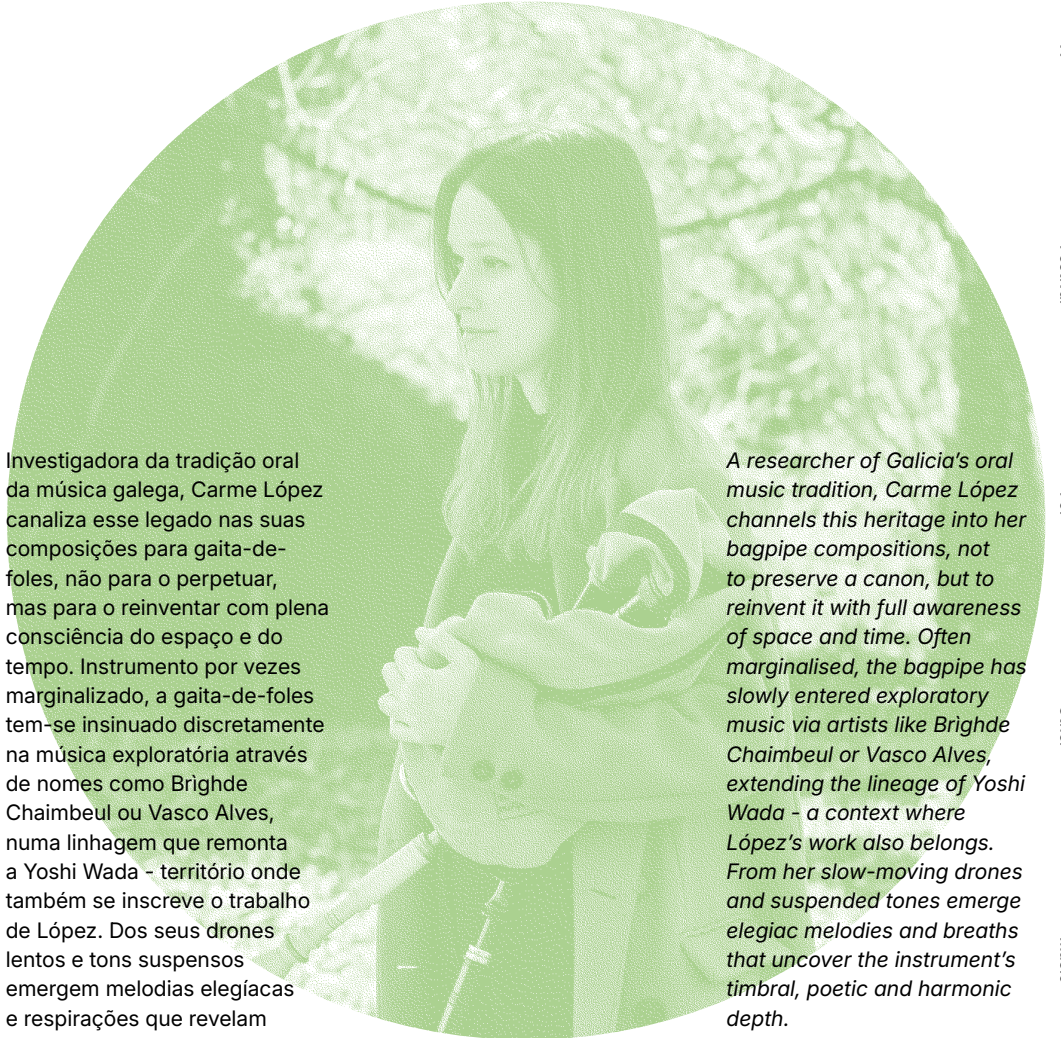 Investigadora da tradição oral
da música galega, Carme López
canaliza esse legado nas suas
composições para gaita-de-
foles, não para o perpetuar,
mas para o reinventar com plena
consciência do espaço e do
tempo. Instrumento por vezes
marginalizado, a gaita-de-foles
tem-se insinuado discretamente
na música exploratória através
de nomes como Brìghde
Chaimbeul ou Vasco Alves,
numa linhagem que remonta
a Yoshi Wada - território onde
também se inscreve o trabalho
de López. Dos seus drones
lentos e tons suspensos
emergem melodias elegíacas
e respirações que revelam
A researcher of Galicia’s oral
music tradition, Carme López
channels this heritage into her
bagpipe compositions, not
to preserve a canon, but to
reinvent it with full awareness
of space and time. Often
marginalised, the bagpipe has
slowly entered exploratory
music via artists like Brìghde
Chaimbeul or Vasco Alves,
extending the lineage of Yoshi
Wada - a context where
López’s work also belongs.
From her slow-moving drones
and suspended tones emerge
elegiac melodies and breaths
that uncover the instrument’s
timbral, poetic and harmonic
depth.